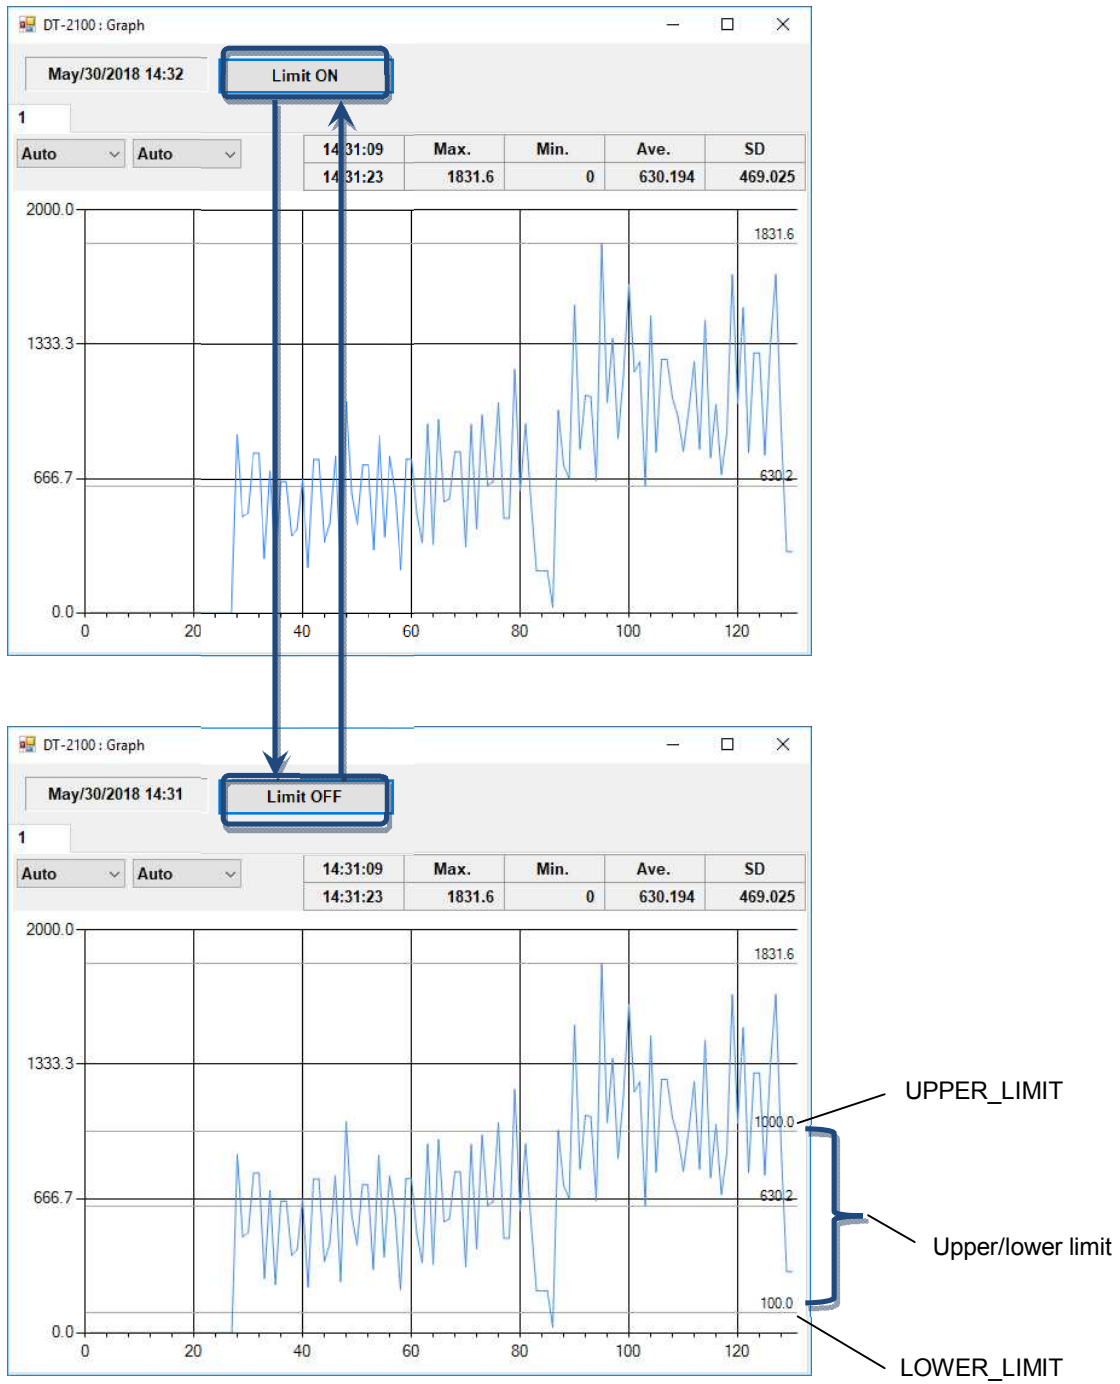 DT-2100 : Graph
May/30/2018 14:32
Limit ON
1
Auto Auto
14:31:09 Max. Min. Ave. SD
14:31:23 1831.6 0 630.194 469.025
2000.0
1831.6
1333.3
6666.7
630.2
0.0
0 20 40 60 80 100 120
DT-2100 : Graph
May/30/2018 14:31
Limit OFF
1
Auto Auto
14:31:09 Max. Min. Ave. SD
14:31:23 1831.6 0 630.194 469.025
2000.0
1831.6
1333.3
UPPER_LIMIT
1000.0
6666.7
630.2
Upper/lower limit
100.0
0.0
0 20 40 60 80 100 120
LOWER_LIMIT